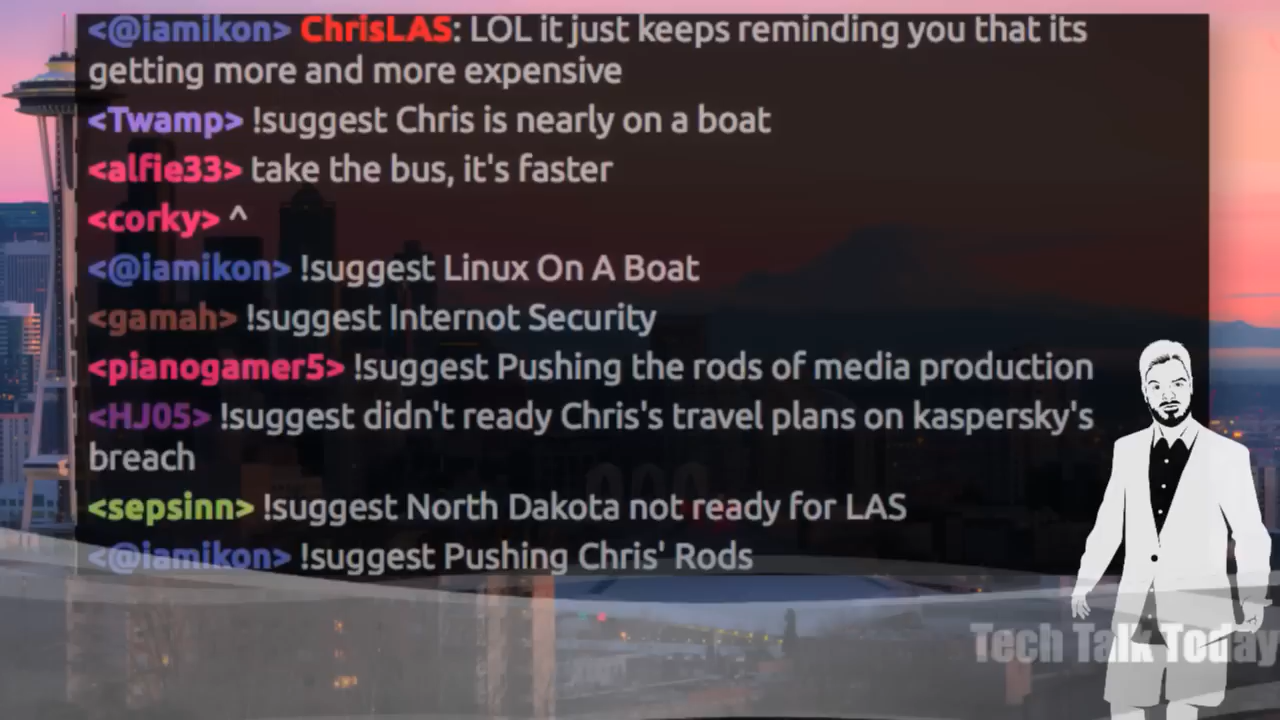 <@iamikon> ChrisLAS: LOL it just keeps reminding you that its
getting more and more expensive
<Twamp> !suggest Chris is nearly on a boat
<alfie33> take the bus, it's faster
<corky> ^
<@iamikon> !suggest Linux On A Boat
<gamah> !suggest Internot Security
<pianogamer5> !suggest Pushing the rods of media production
<HJ05> !suggest didn't ready Chris's travel plans on kaspersky's
breach
<sepsinn> !suggest North Dakota not ready for LAS
<@iamikon> !suggest Pushing Chris' Rods
Tech Talk Today